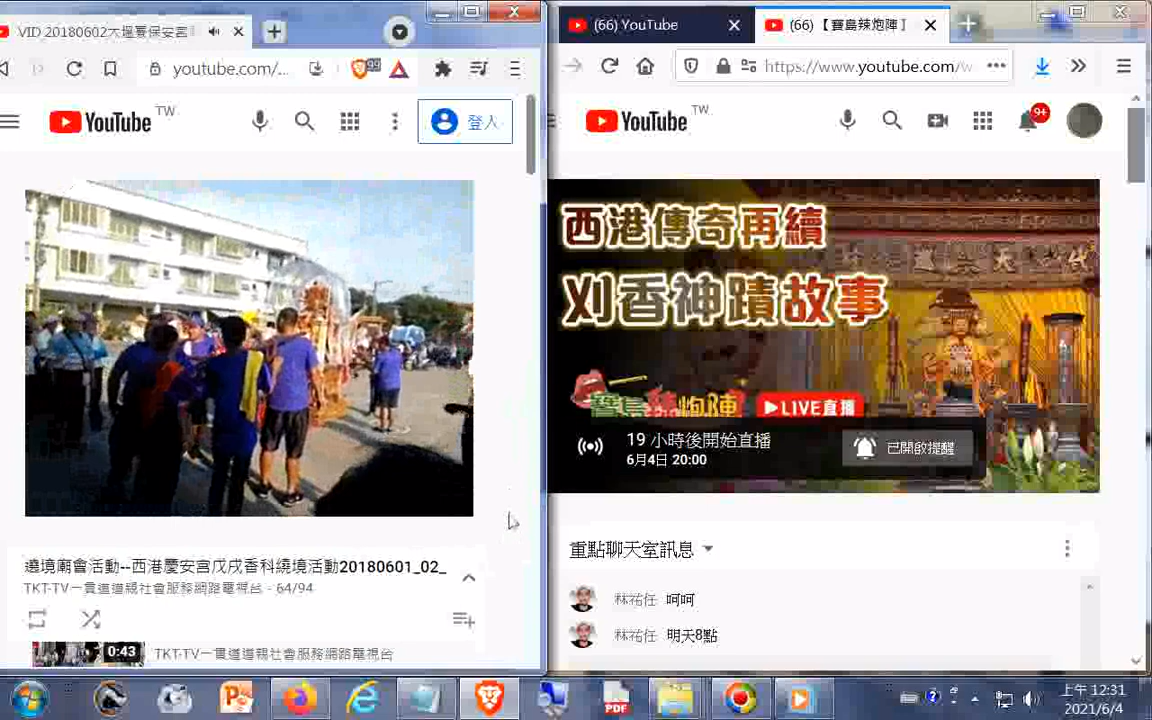 VID 20180602大塭寮保安宮
youtube.com/...
99
YouTube TW
登入
遶境廟會活動--西港慶安宮戊戌香科繞境活動20180601_02_
TKT-TV一貫道道親社會服務網路電視台 - 64/94
0:43
TKT-TV一貫道道親社會服務網路電視台
(66) YouTube
(66) 【寶島辣炮陣】
https://www.youtube.com/w
YouTube TW
9+
西港傳奇再續
刈香神蹟故事
寶島辣炮陣
LIVE直播
19 小時後開始直播
6月4日 20:00
已開啟提醒
重點聊天室訊息
林祐任 呵呵
林祐任 明天8點
PDF
上午 12:31
2021/6/4